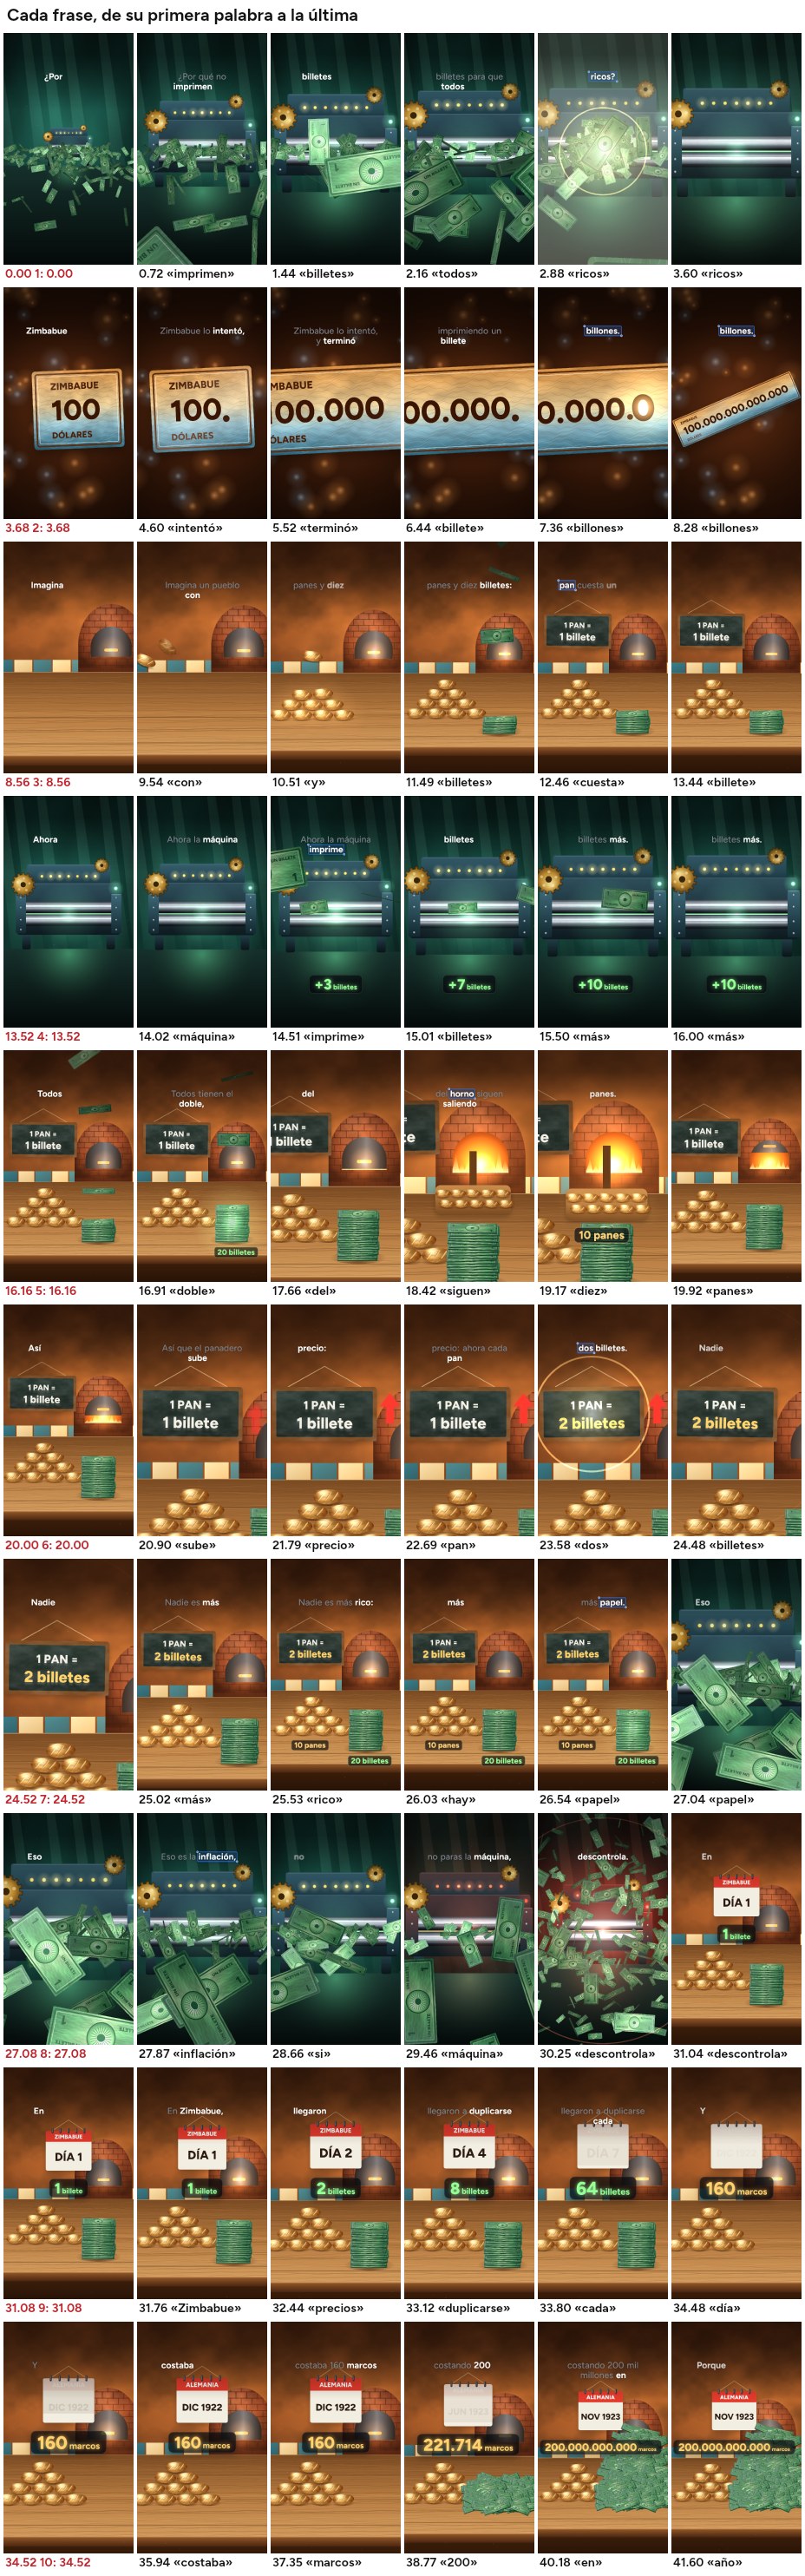 Cada frase, de su primera palabra a la última
¿Por
¿Por qué no
imprimen
billetes
billetes para que
todos
ricos?
0.00 1: 0.00
0.72 «imprimen»
1.44 «billetes»
2.16 «todos»
2.88 «ricos»
3.60 «ricos»
Zimbabue
ZIMBABUE
100
DÓLARES
Zimbabue lo intentó,
ZIMBABUE
100.
DÓLARES
Zimbabue lo intentó,
y terminó
MBABUE
00.000
ÓLARES
imprimiendo un
billete
00.000.
billones.
0.000.0
billones.
100.000.000.000.000
3.68 2: 3.68
4.60 «intentó»
5.52 «terminó»
6.44 «billete»
7.36 «billones»
8.28 «billones»
Imagina
Imagina un pueblo
con
panes y diez
panes y diez billetes:
pan cuesta un
1 PAN =
1 billete
1 PAN =
1 billete
8.56 3: 8.56
9.54 «con»
10.51 «y»
11.49 «billetes»
12.46 «cuesta»
13.44 «billete»
Ahora
Ahora la máquina
Ahora la máquina
imprime
+3 billetes
billetes
+7 billetes
billetes más.
+10 billetes
billetes más.
+10 billetes
13.52 4: 13.52
14.02 «máquina»
14.51 «imprime»
15.01 «billetes»
15.50 «más»
16.00 «más»
Todos
1 PAN =
1 billete
Todos tienen el
doble,
1 PAN =
1 billete
20 billetes
del
1 PAN =
billete
del horno siguen
saliendo
te
panes.
te
10 panes
1 PAN =
1 billete
16.16 5: 16.16
16.91 «doble»
17.66 «del»
18.42 «siguen»
19.17 «diez»
19.92 «panes»
Así
1 PAN =
1 billete
Así que el panadero
sube
1 PAN =
1 billete
precio:
1 PAN =
1 billete
precio: ahora cada
pan
1 PAN =
1 billete
dos billetes.
1 PAN =
2 billetes
Nadie
1 PAN =
2 billetes
20.00 6: 20.00
20.90 «sube»
21.79 «precio»
22.69 «pan»
23.58 «dos»
24.48 «billetes»
Nadie
1 PAN =
2 billetes
Nadie es más
1 PAN =
2 billetes
Nadie es más rico:
1 PAN =
2 billetes
10 panes
20 billetes
más
1 PAN =
2 billetes
10 panes
20 billetes
más papel.
1 PAN =
2 billetes
10 panes
20 billetes
Eso
24.52 7: 24.52
25.02 «más»
25.53 «rico»
26.03 «hay»
26.54 «papel»
27.04 «papel»
Eso
Eso es la inflación,
no
no paras la máquina,
descontrola.
En
ZIMBABUE
DÍA 1
1 billete
27.08 8: 27.08
27.87 «inflación»
28.66 «si»
29.46 «máquina»
30.25 «descontrola»
31.04 «descontrola»
En
ZIMBABUE
DÍA 1
1 billete
En Zimbabue,
ZIMBABUE
DÍA 1
1 billete
llegaron
ZIMBABUE
DÍA 2
2 billetes
llegaron a duplicarse
ZIMBABUE
DÍA 4
8 billetes
llegaron a duplicarse
cada
DÍA 7
64 billetes
Y
160 marcos
31.08 9: 31.08
31.76 «Zimbabue»
32.44 «precios»
33.12 «duplicarse»
33.80 «cada»
34.48 «día»
Y
DIC 1922
160 marcos
costaba
ALEMANIA
DIC 1922
160 marcos
costaba 160 marcos
ALEMANIA
DIC 1922
160 marcos
costando 200
JUN 1923
221.714 marcos
costando 200 mil
millones en
ALEMANIA
NOV 1923
200.000.000.000 marcos
Porque
ALEMANIA
NOV 1923
200.000.000.000 marcos
34.52 10: 34.52
35.94 «costaba»
37.35 «marcos»
38.77 «200»
40.18 «en»
41.60 «año»